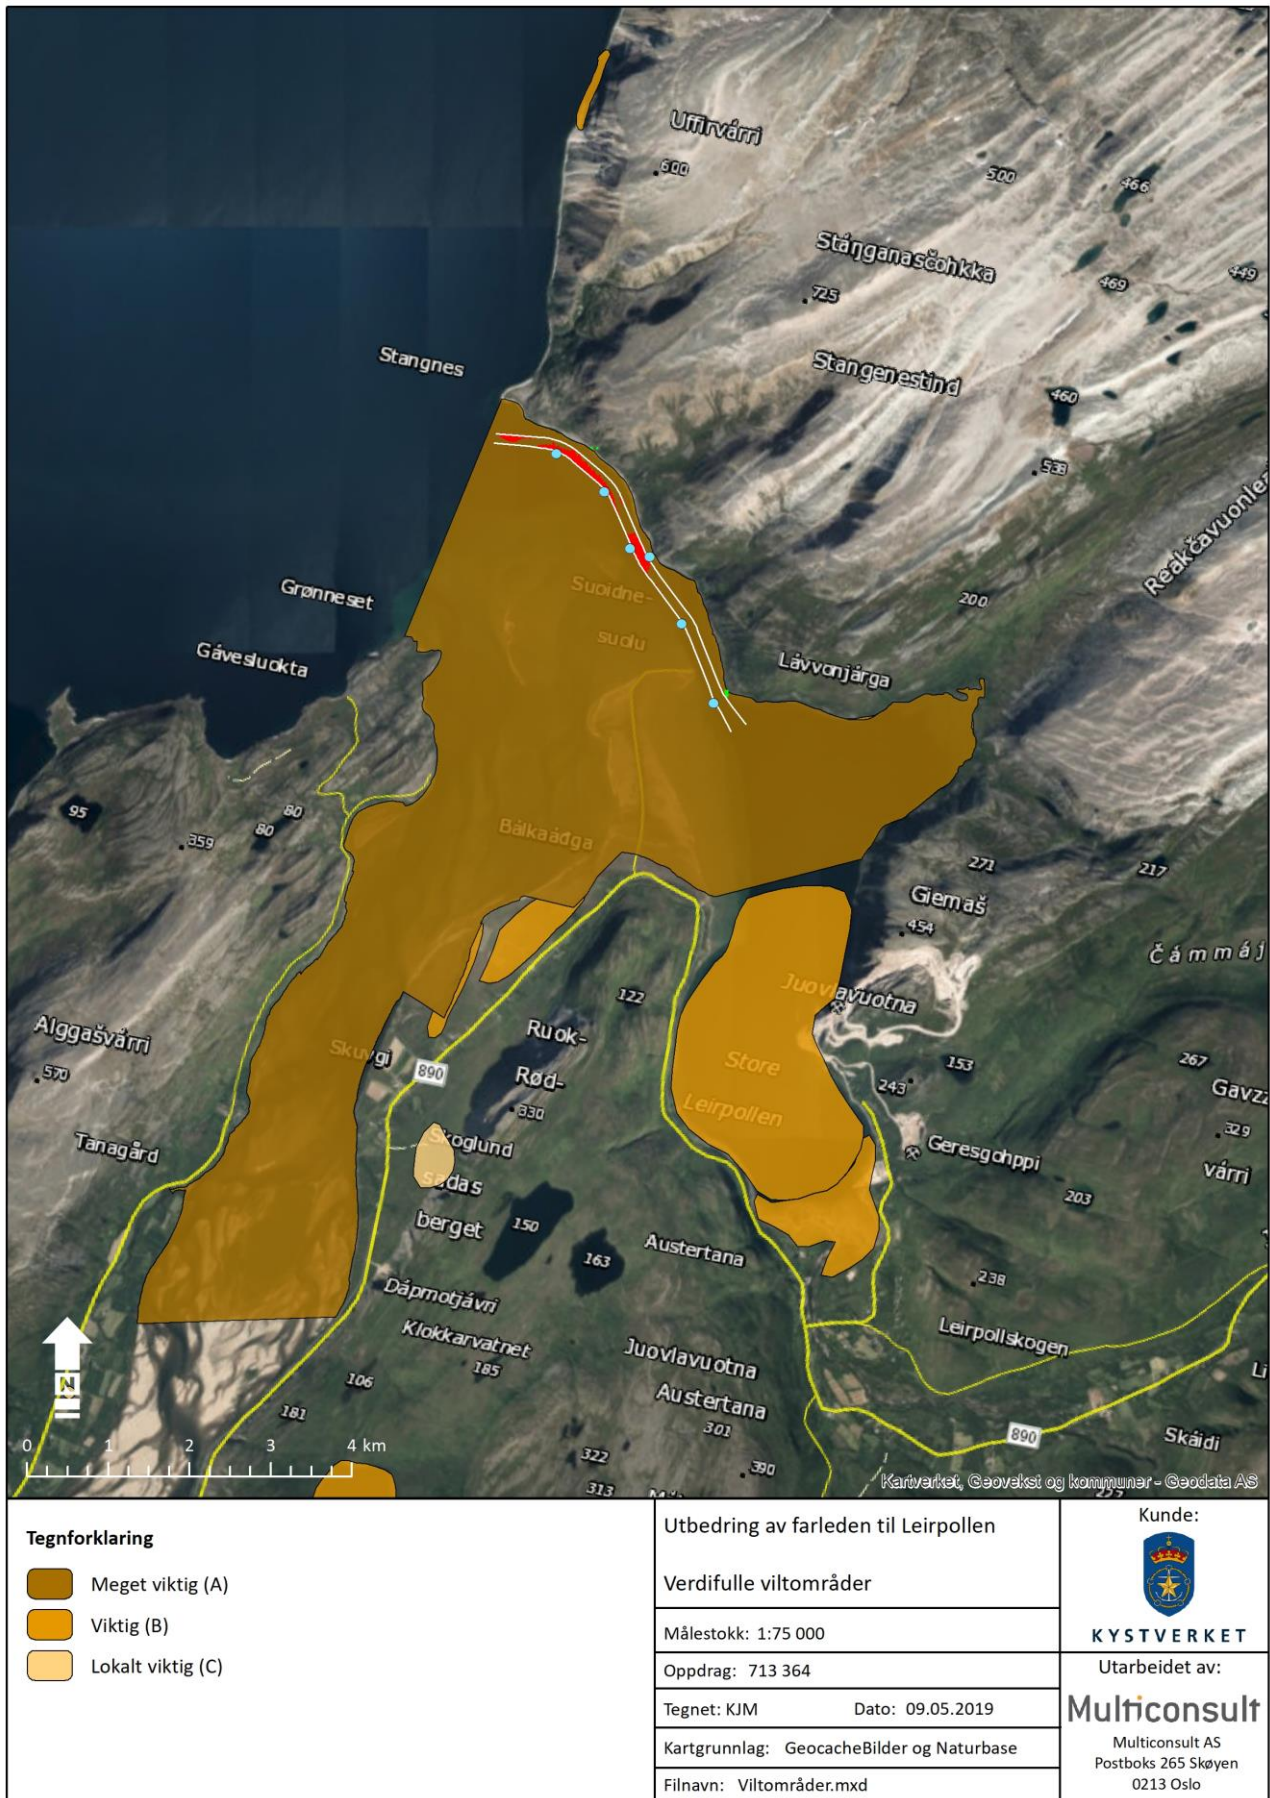 Uffirvárri
600
500
466
Stáŋganasčohkka
449
469
725
Stangnes
Stangenestind
460
538
Reakčavuonle
Grønneset
Suoidne-
200
suolu
Gávesluokta
Lávvonjárga
95
80
80
359
Bálkaáđga
271
217
Giemaš
454
Čámmáj
Juovlavuotna
122
Alggašvárri
Ruok-
Skuvgi
570
890
Store
153
267
Rød-
243
Gavzz
330
Leirpollen
329
Tanagård
Skoglund
Geresgohppi
várri
sadas
203
berget
150
163
Austertana
238
Dápmotjávri
Klokkarvatnet
Leirpollskogen
Juovlavuotna
185
106
Austertana
Li
181
301
890
Skáidi
N
0 1 2 3 4 km
322
390
313
Kartverket, Geovekst og kommuner - Geodata AS
Tegnforklaring
Meget viktig (A)
Viktig (B)
Lokalt viktig (C)
Utbedring av farleden til Leirpollen
Verdifulle viltområder
Målestokk: 1:75 000
Oppdrag: 713 364
Tegnet: KJM Dato: 09.05.2019
Kartgrunnlag: GeocacheBilder og Naturbase
Filnavn: Viltområder.mxd
Kunde:
KYSTVERKET
Utarbeidet av:
Multiconsult
Multiconsult AS
Postboks 265 Skøyen
0213 Oslo